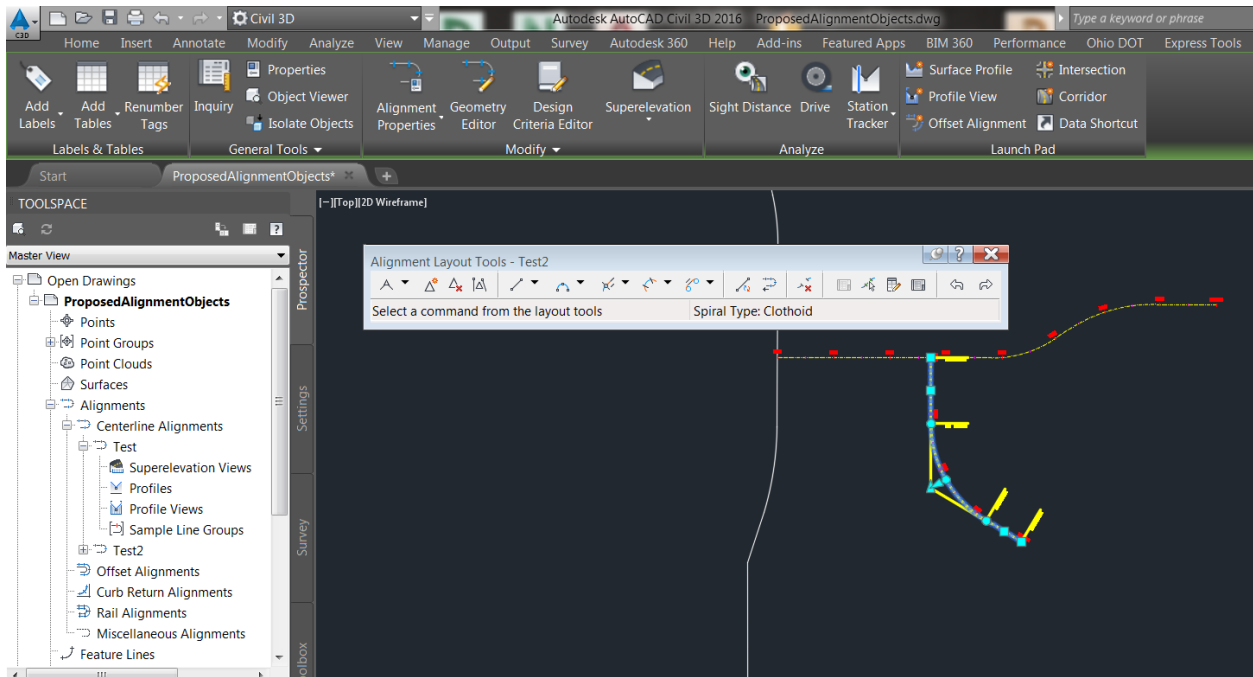 Civil 3D
Autodesk AutoCAD Civil 3D 2016 ProposedAlignmentObjects.dwg
Type a keyword or phrase
C3D
Home Insert Annotate Modify Analyze View Manage Output Survey Autodesk 360 Help Add-ins Featured Apps BIM 360 Performance Ohio DOT Express Tools
Add Labels
Add Tables
Renumber Tags
Inquiry
Properties
Object Viewer
Isolate Objects
Alignment Properties
Geometry Editor
Design Criteria Editor
Superelevation
Sight Distance
Drive
Station Tracker
Surface Profile
Profile View
Offset Alignment
Intersection
Corridor
Data Shortcut
Labels & Tables
General Tools
Modify
Analyze
Launch Pad
Start
ProposedAlignmentObjects*
TOOLSPACE
Master View
Open Drawings
ProposedAlignmentObjects
Points
Point Groups
Point Clouds
Surfaces
Alignments
Centerline Alignments
Test
Superelevation Views
Profiles
Profile Views
Sample Line Groups
Test2
Offset Alignments
Curb Return Alignments
Rail Alignments
Miscellaneous Alignments
Feature Lines
Prospector
Settings
Survey
[−][Top][2D Wireframe]
Alignment Layout Tools - Test2
Select a command from the layout tools
Spiral Type: Clothoid